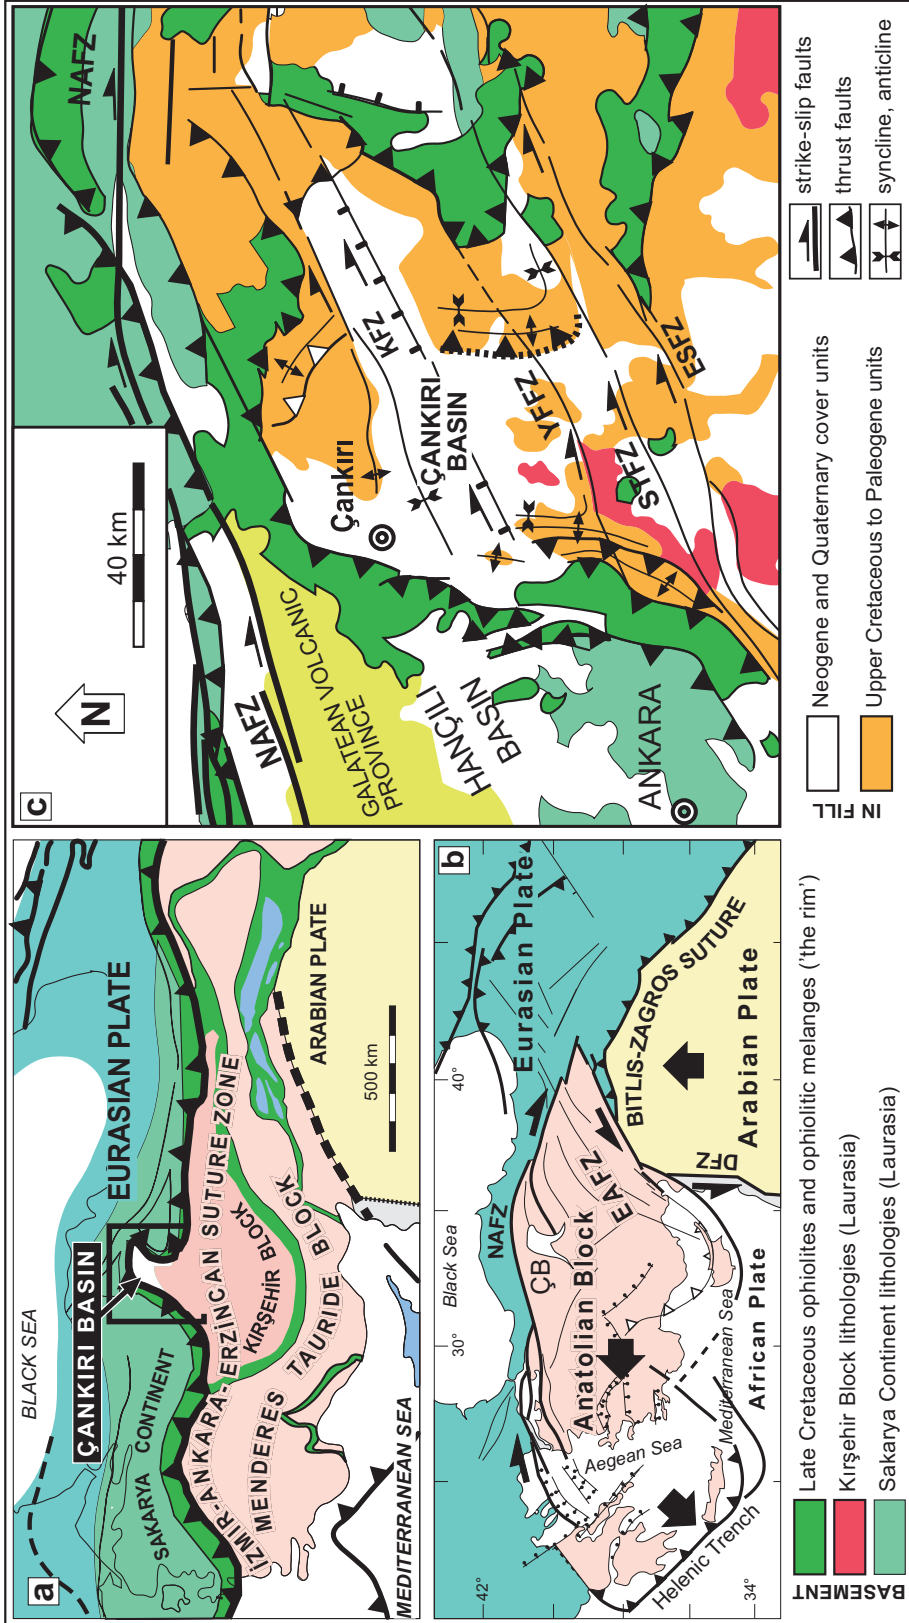 a
BLACK SEA
EURASIAN PLATE
ÇANKIRI BASIN
SAKARYA CONTINENT
İZMİR-ANKARA-ERZİNCAN SUTURE ZONE
KIRŞEHİR BLOCK
MENDERES TAURIDE BLOCK
ARABIAN PLATE
MEDITERRANEAN SEA
500 km
b
42°
34°
30°
40°
Black Sea
Eurasian Plate
NAFZ
ÇB
Anatolian Block
EAFZ
BITLIS-ZAGROS SUTURE
Arabian Plate
DFZ
Aegean Sea
Mediterranean Sea
African Plate
Helenic Trench
c
N
40 km
NAFZ
NAFZ
GALATEAN VOLCANIC
PROVINCE
Çankırı
KFZ
ÇANKIRI
BASIN
HANÇILI
BASIN
YFFZ
STFZ
ESFZ
ANKARA
BASEMENT
Late Cretaceous ophiolites and ophiolitic melanges ('the rim')
Kırşehir Block lithologies (Laurasia)
Sakary Continent lithologies (Laurasia)
IN FILL
Neogene and Quaternary cover units
Upper Cretaceous to Paleogene units
strike-slip faults
thrust faults
syncline, anticline